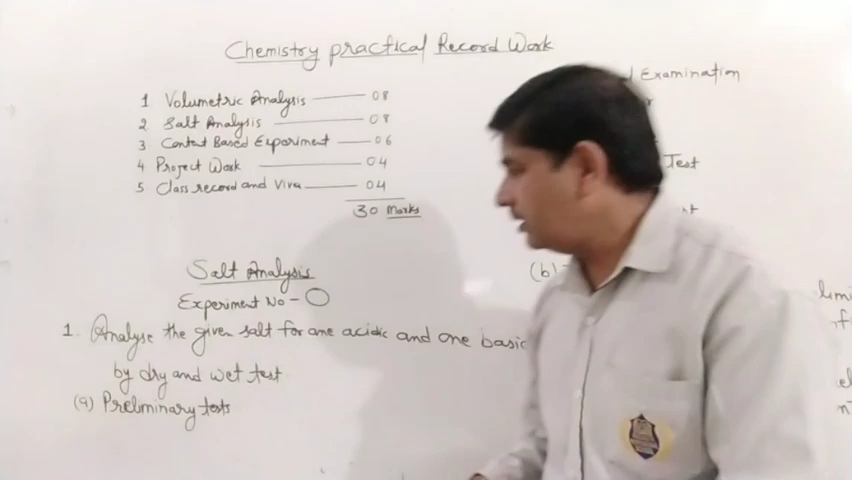 Chemistry practical Record Work
1 Volumetric Analysis 08
2 Salt Analysis 08
3 Content Based Experiment 06
4 Project Work 04
5 Class record and Viva 04
30 Marks
Salt Analysis
Experiment No - O
1. Analyse the given salt for one acidic and one basic
by dry and wet test
(a) Preliminary tests
Examination
Test
(b)